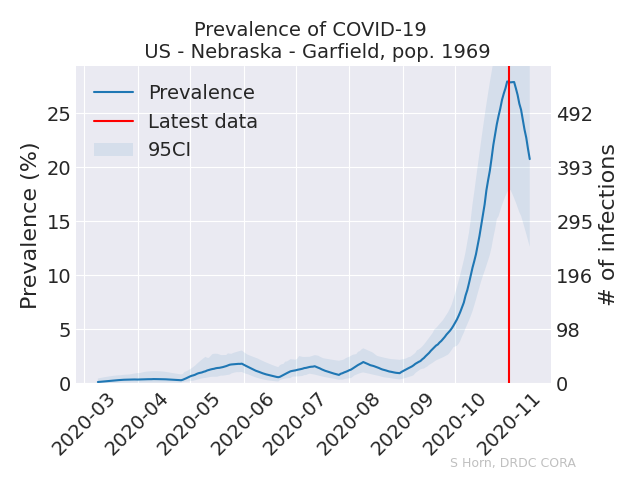 Prevalence of COVID-19
US - Nebraska - Garfield, pop. 1969
Prevalence
Latest data
95CI
Prevalence (%)
25
20
15
10
5
0
# of infections
492
393
295
196
98
0
2020-03
2020-04
2020-05
2020-06
2020-07
2020-08
2020-09
2020-10
2020-11
S Horn, DRDC CORA